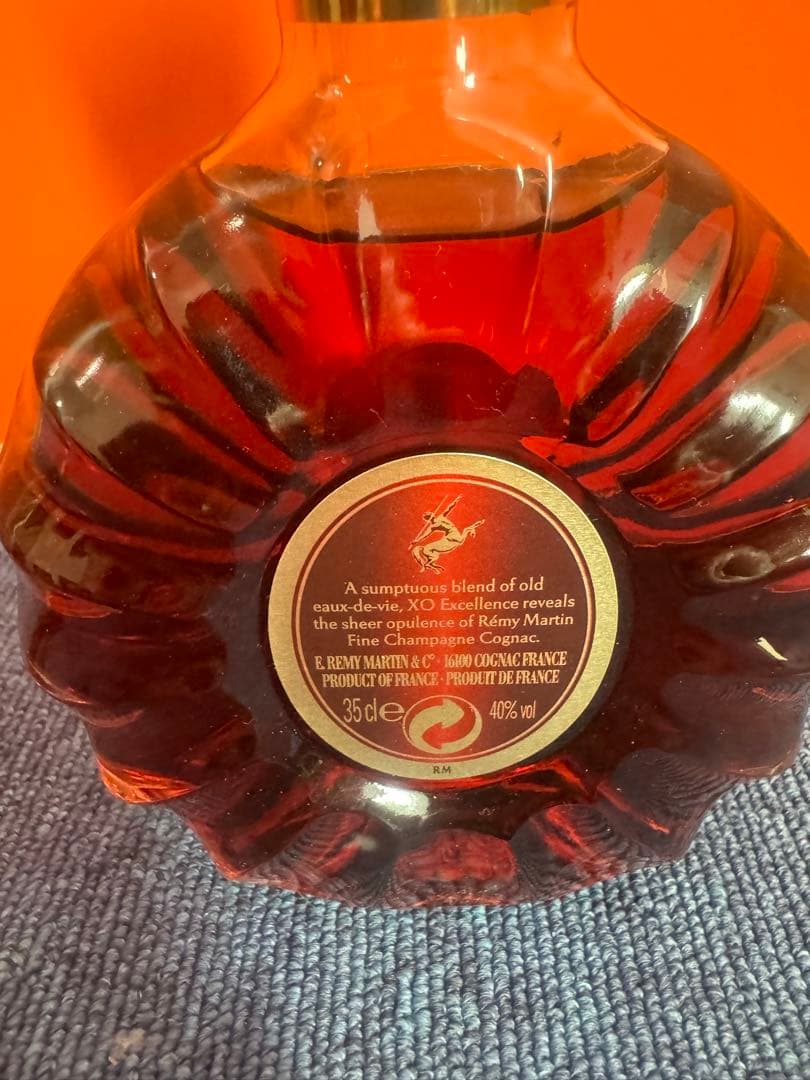 A sumptuous blend of old
eaux-de-vie, XO Excellence reveals
the sheer opulence of Rémy Martin
Fine Champagne Cognac.
E. REMY MARTIN & C° · 16100 COGNAC FRANCE
PRODUCT OF FRANCE · PRODUIT DE FRANCE
35 cl e 40% vol
RM